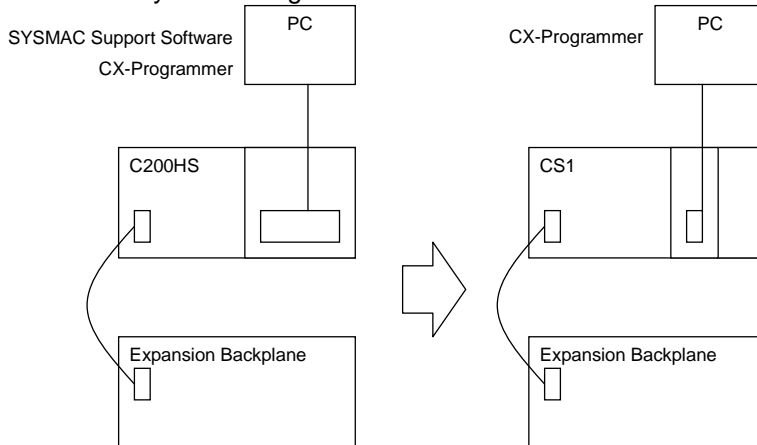 PC
SYSMAC Support Software
CX-Programmer
C200HS
Expansion Backplane
PC
CX-Programmer
CS1
Expansion Backplane